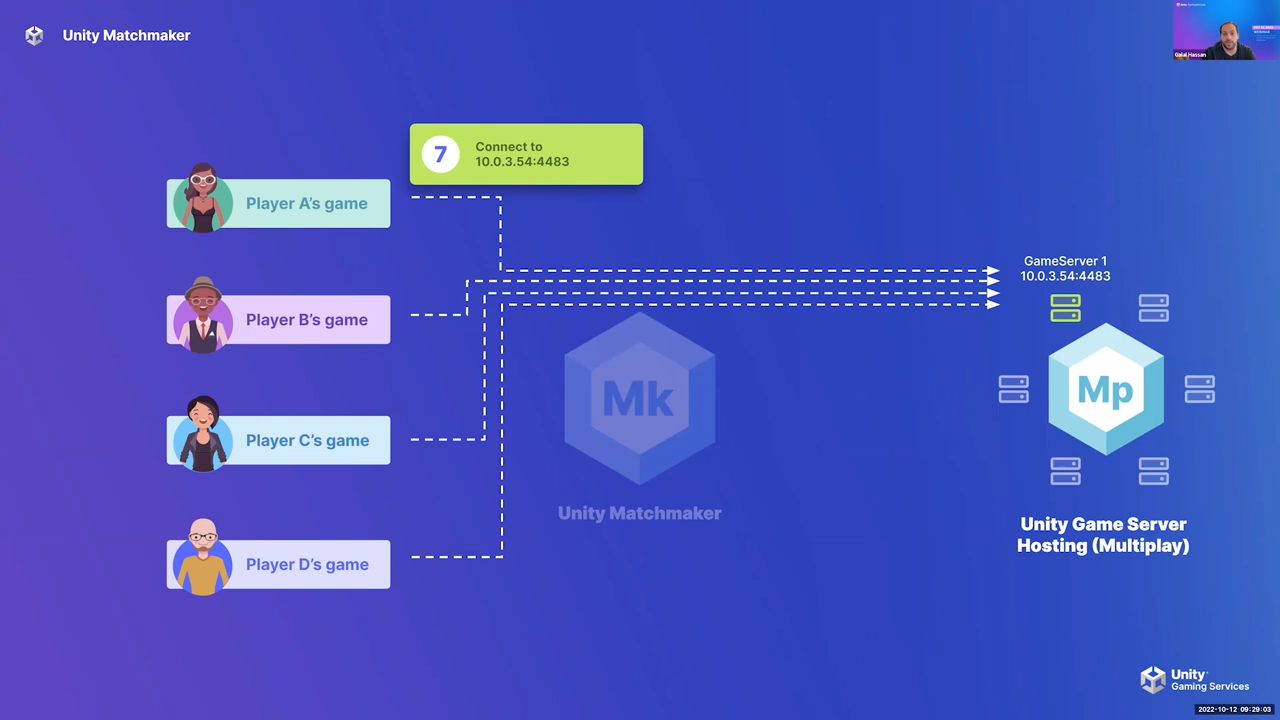 Unity Matchmaker
Galal Hassan
7
Connect to
10.0.3.54:4483
Player A's game
Player B's game
Player C's game
Player D's game
Mk
Unity Matchmaker
GameServer 1
10.0.3.54:4483
Mp
Unity Game Server
Hosting (Multiplay)
Unity
Gaming Services
2022-10-12 09:29:03